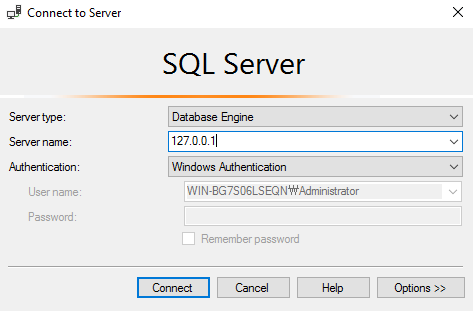 Connect to Server
SQL Server
Server type: Database Engine
Server name: 127.0.0.1
Authentication: Windows Authentication
User name: WIN-BG7S06LSEQN₩Administrator
Password:
Remember password
Connect Cancel Help Options >>